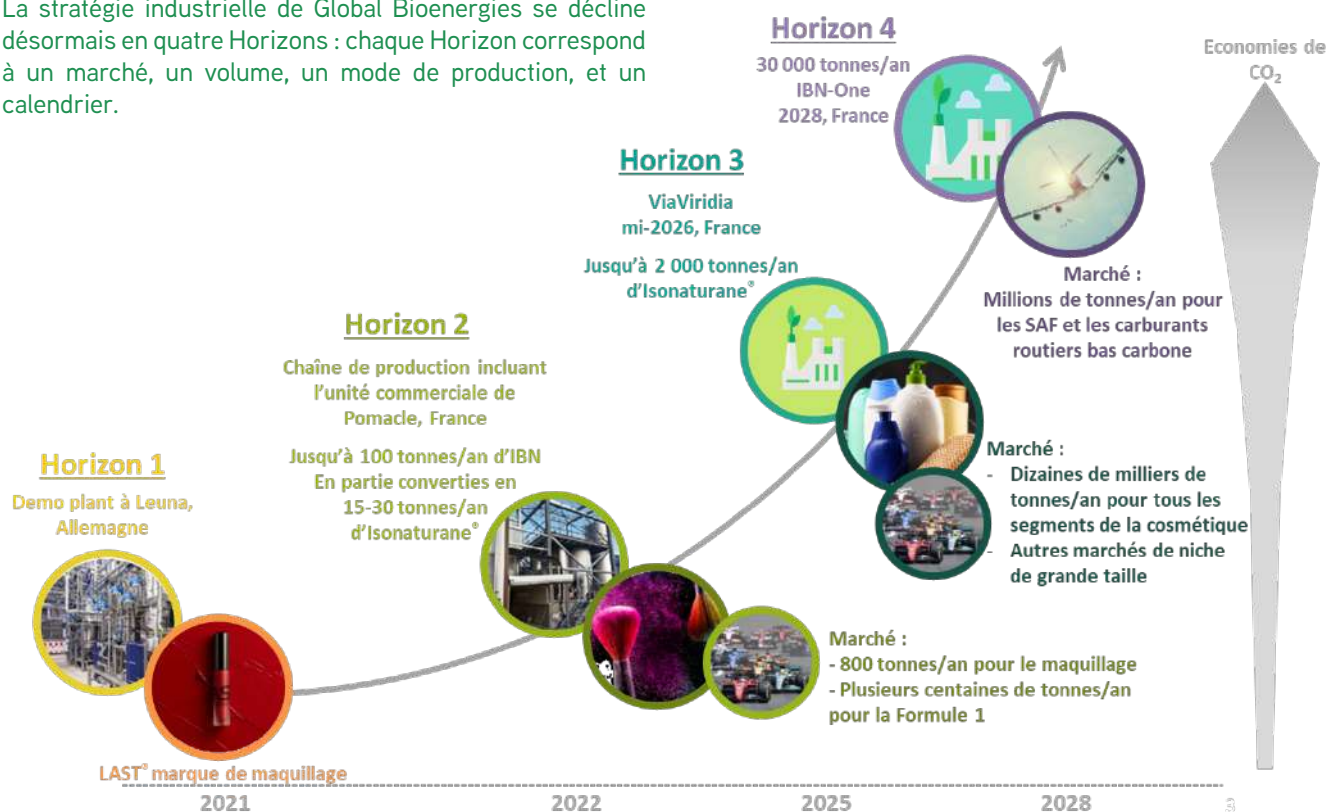 La stratégie industrielle de Global Bioenergies se décline
désormais en quatre Horizons : chaque Horizon correspond
à un marché, un volume, un mode de production, et un
calendrier.
Horizon 4
30 000 tonnes/an
IBN-One
2028, France
Economies de
CO₂
Horizon 3
ViaViridia
mi-2026, France
Jusqu'à 2 000 tonnes/an
d'Isonaturane®
Marché :
Millions de tonnes/an pour
les SAF et les carburants
routiers bas carbone
Horizon 2
Chaîne de production incluant
l'unité commerciale de
Pomacle, France
Jusqu'à 100 tonnes/an d'IBN
En partie converties en
15-30 tonnes/an
d'Isonaturane®
Marché :
- Dizaines de milliers de
tonnes/an pour tous les
segments de la cosmétique
- Autres marchés de niche
de grande taille
Horizon 1
Demo plant à Leuna,
Allemagne
Marché :
- 800 tonnes/an pour le maquillage
- Plusieurs centaines de tonnes/an
pour la Formule 1
LAST® marque de maquillage
2021
2022
2025
2028